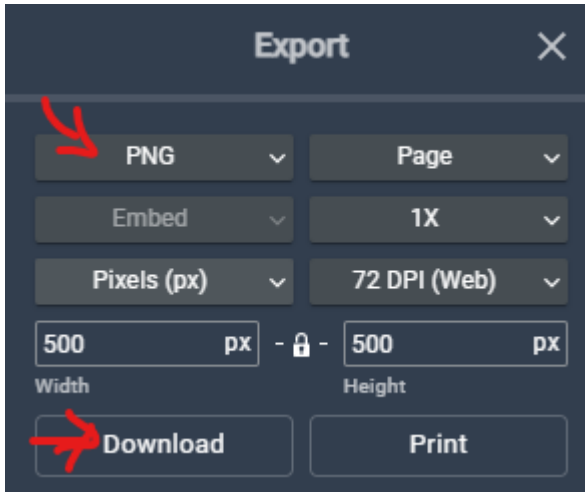 Export
PNG Page
Embed 1X
Pixels (px) 72 DPI (Web)
500 px 500 px
Width Height
Download Print